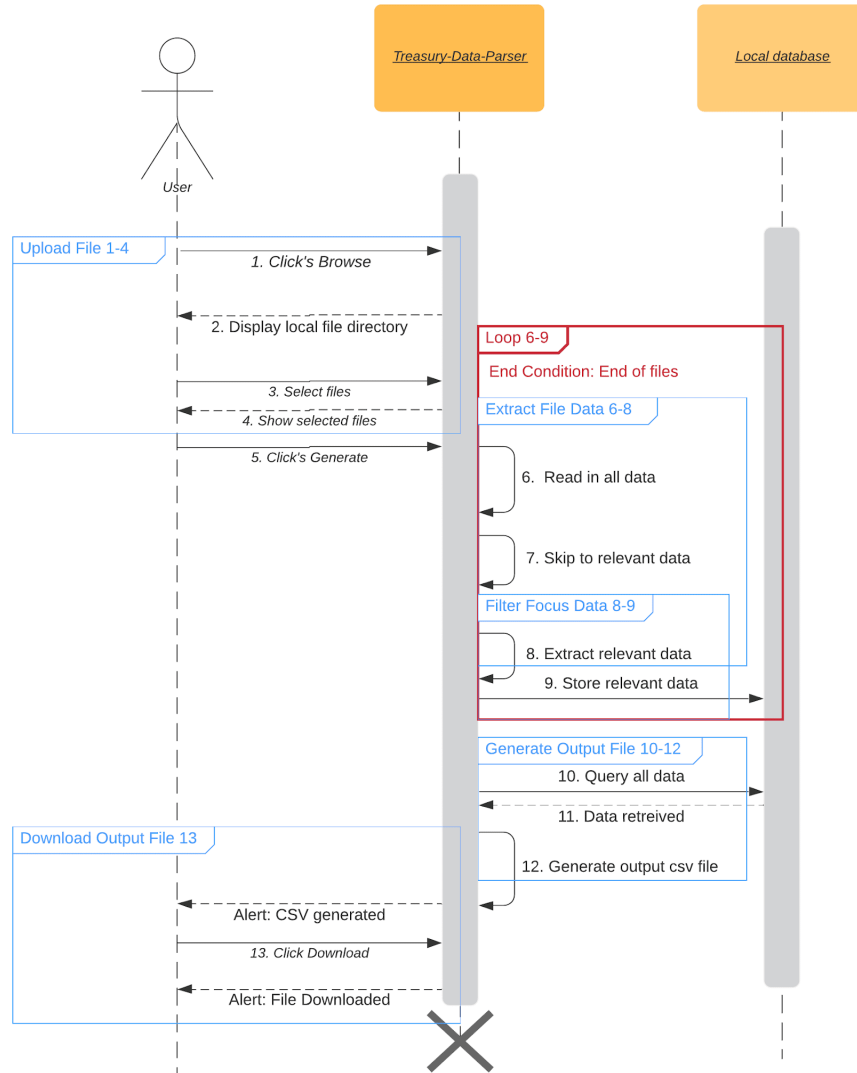 Treasury-Data-Parser
Local database
User
Upload File 1-4
1. Click's Browse
2. Display local file directory
Loop 6-9
End Condition: End of files
3. Select files
Extract File Data 6-8
4. Show selected files
5. Click's Generate
6. Read in all data
7. Skip to relevant data
Filter Focus Data 8-9
8. Extract relevant data
9. Store relevant data
Generate Output File 10-12
10. Query all data
11. Data retreived
Download Output File 13
12. Generate output csv file
Alert: CSV generated
13. Click Download
Alert: File Downloaded